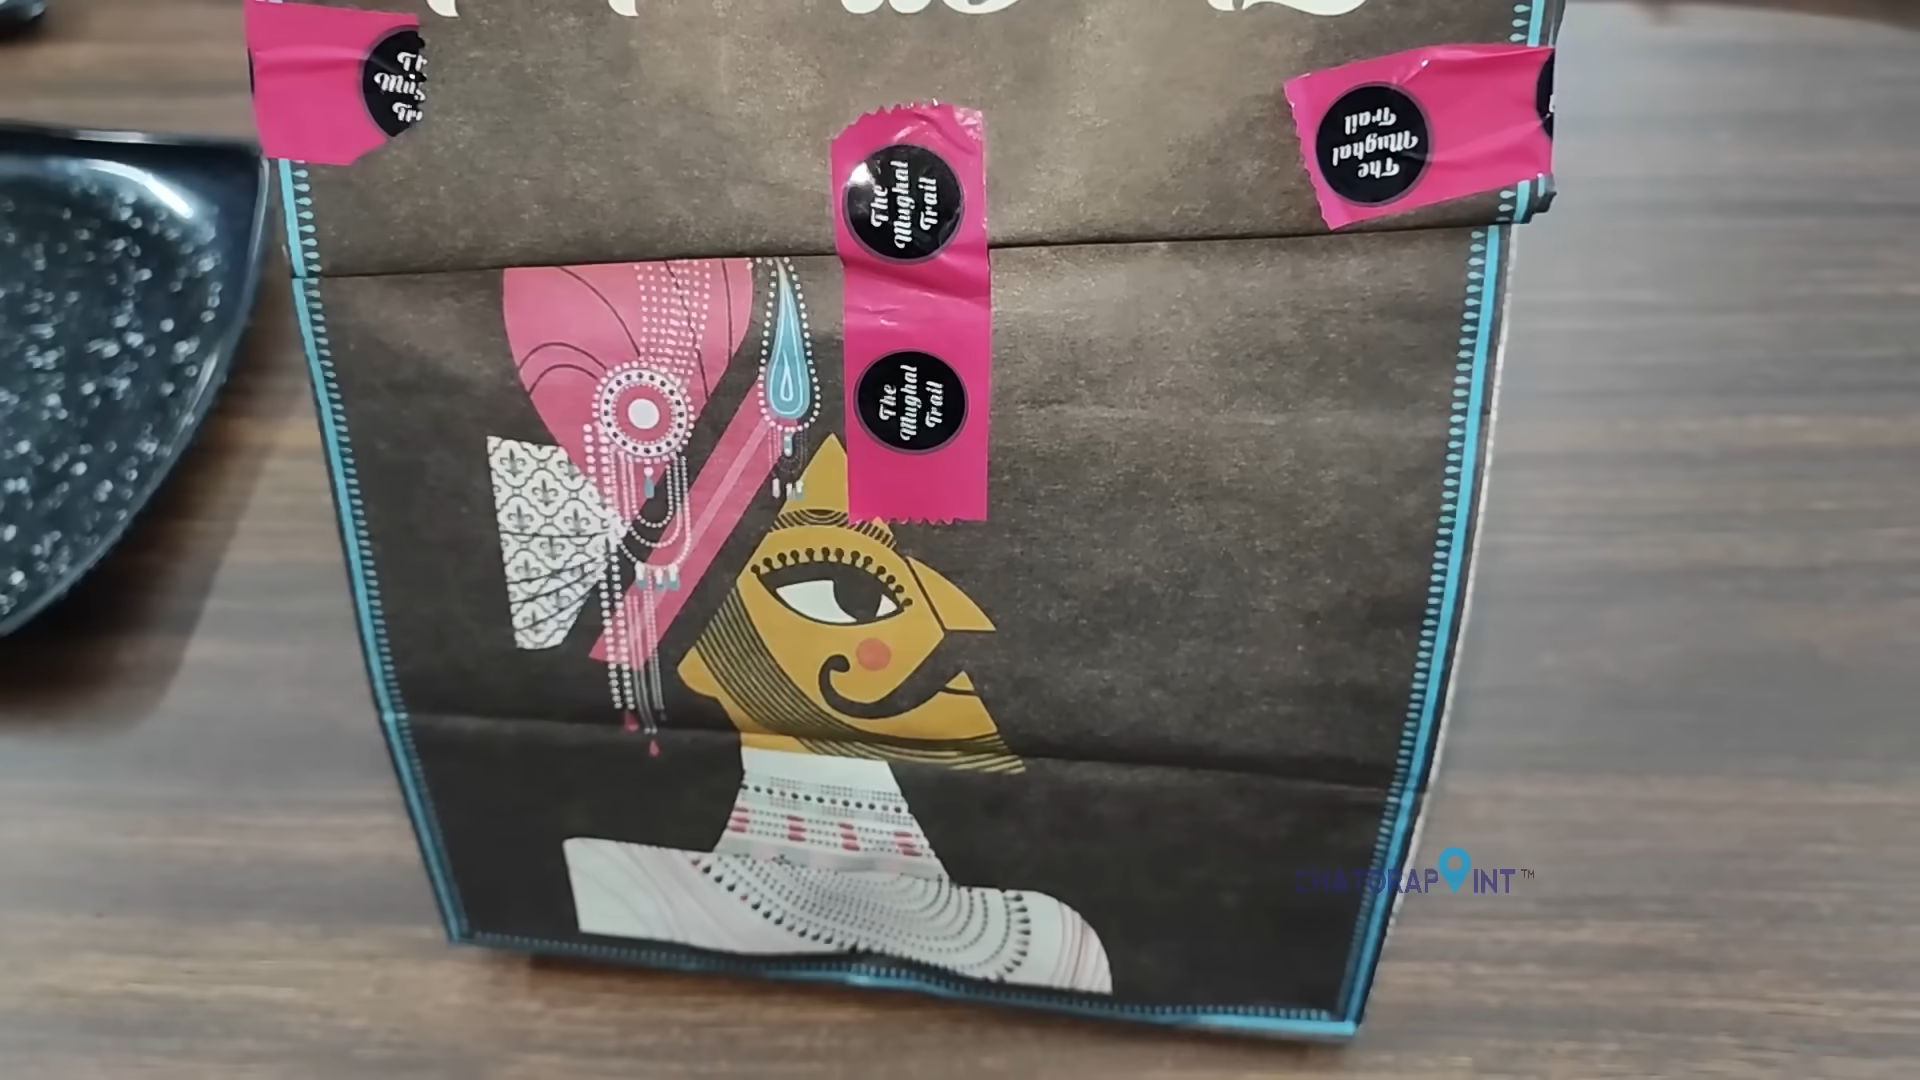 The
Mughal
Trail
The
Mughal
Trail
The
Mughal
Trail
CHATORAPOINT™